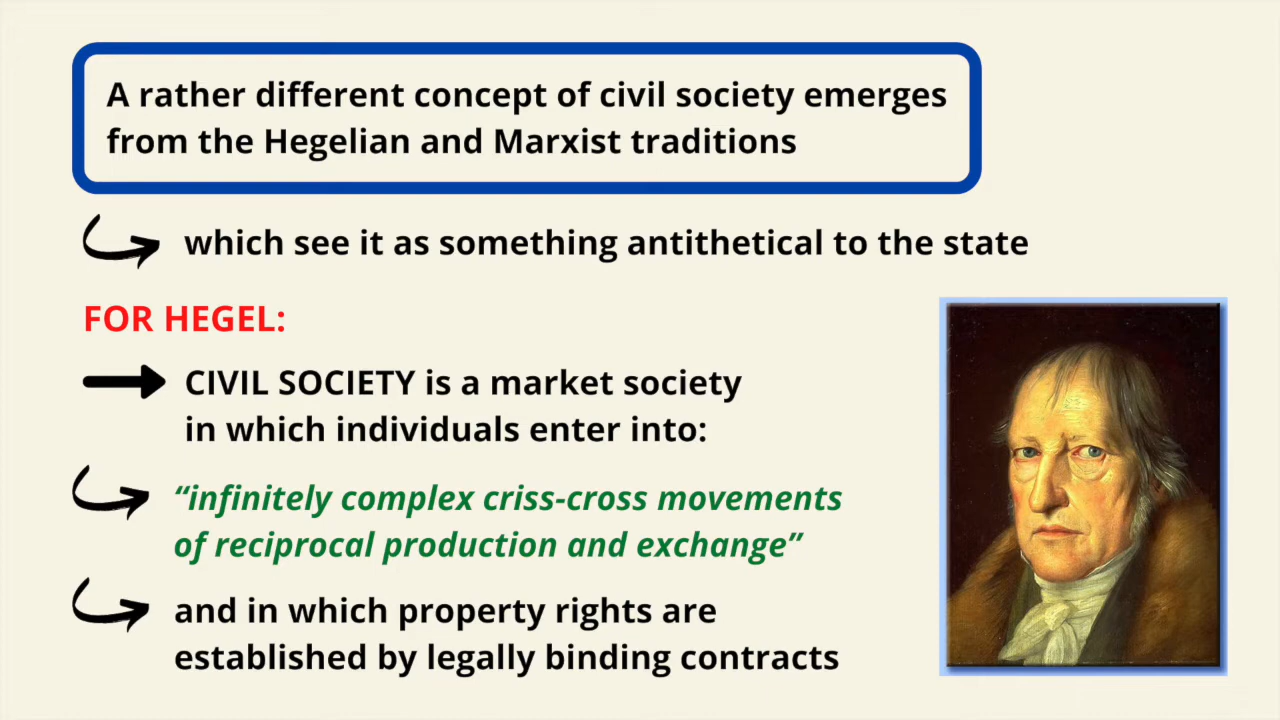 A rather different concept of civil society emerges
from the Hegelian and Marxist traditions
which see it as something antithetical to the state
FOR HEGEL:
CIVIL SOCIETY is a market society
in which individuals enter into:
“infinitely complex criss-cross movements
of reciprocal production and exchange”
and in which property rights are
established by legally binding contracts